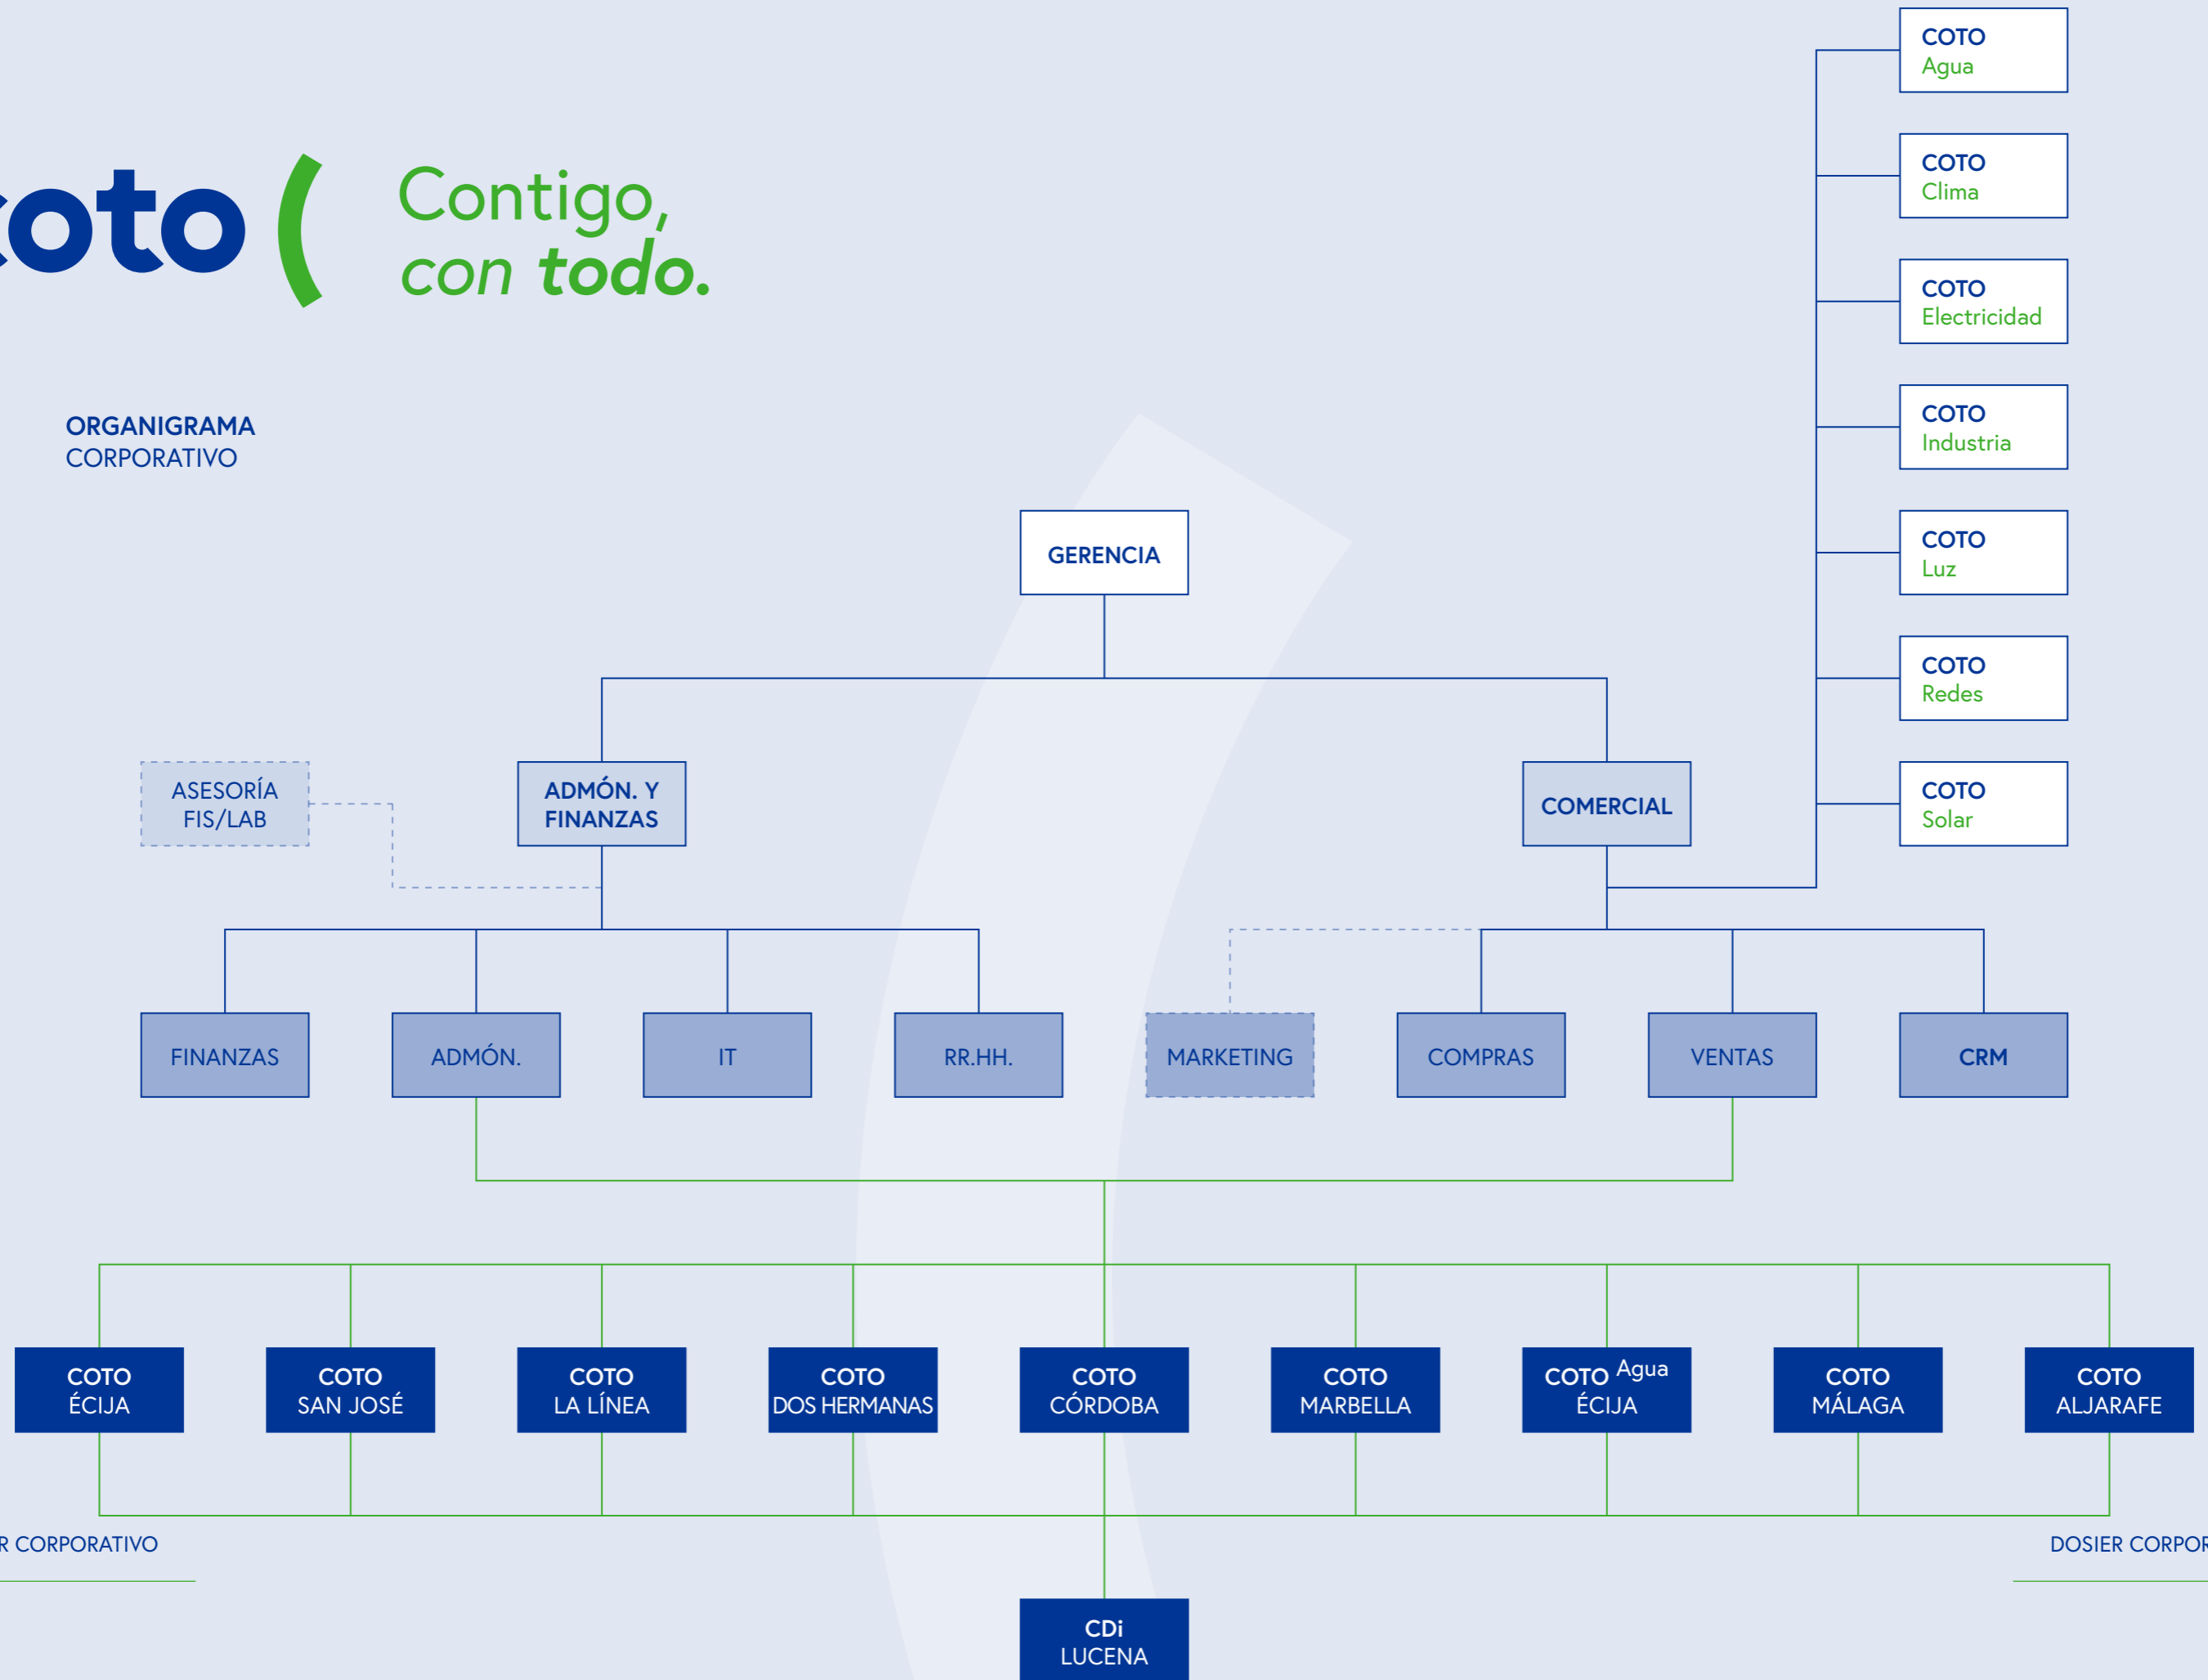 COTO
Agua
coto
Contigo,
con todo.
COTO
Clima
COTO
Electricidad
ORGANIGRAMA
CORPORATIVO
COTO
Industria
GERENCIA
COTO
Luz
COTO
Redes
ASESORÍA
FIS/LAB
ADMÓN. Y
FINANZAS
COMERCIAL
COTO
Solar
FINANZAS
ADMÓN.
IT
RR.HH.
MARKETING
COMPRAS
VENTAS
CRM
COTO
ÉCIJA
COTO
SAN JOSÉ
COTO
LA LÍNEA
COTO
DOS HERMANAS
COTO
CÓRDOBA
COTO
MARBELLA
COTO Agua
ÉCIJA
COTO
MÁLAGA
COTO
ALJARAFE
R CORPORATIVO
DOSIER CORPOR
CDi
LUCENA